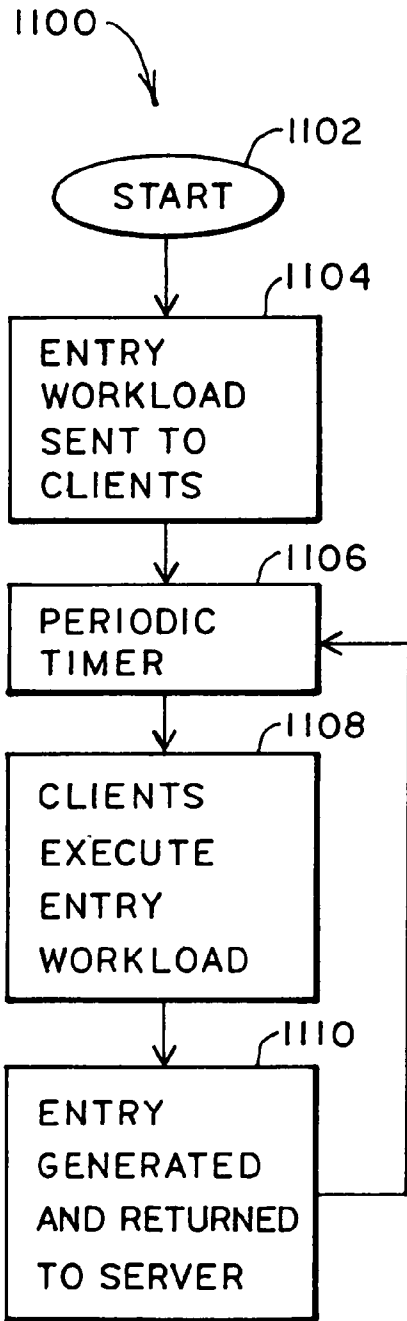 1100
1102
START
1104
ENTRY
WORKLOAD
SENT TO
CLIENTS
1106
PERIODIC
TIMER
1108
CLIENTS
EXECUTE
ENTRY
WORKLOAD
1110
ENTRY
GENERATED
AND RETURNED
TO SERVER